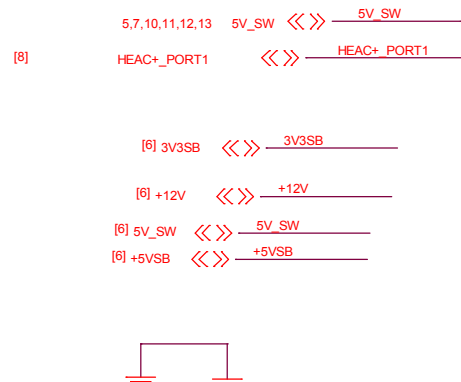 5,7,10,11,12,13 5V_SW 5V_SW
[8] HEAC+_PORT1 HEAC+_PORT1
[6] 3V3SB 3V3SB
[6] +12V +12V
[6] 5V_SW 5V_SW
[6] +5VSB +5VSB